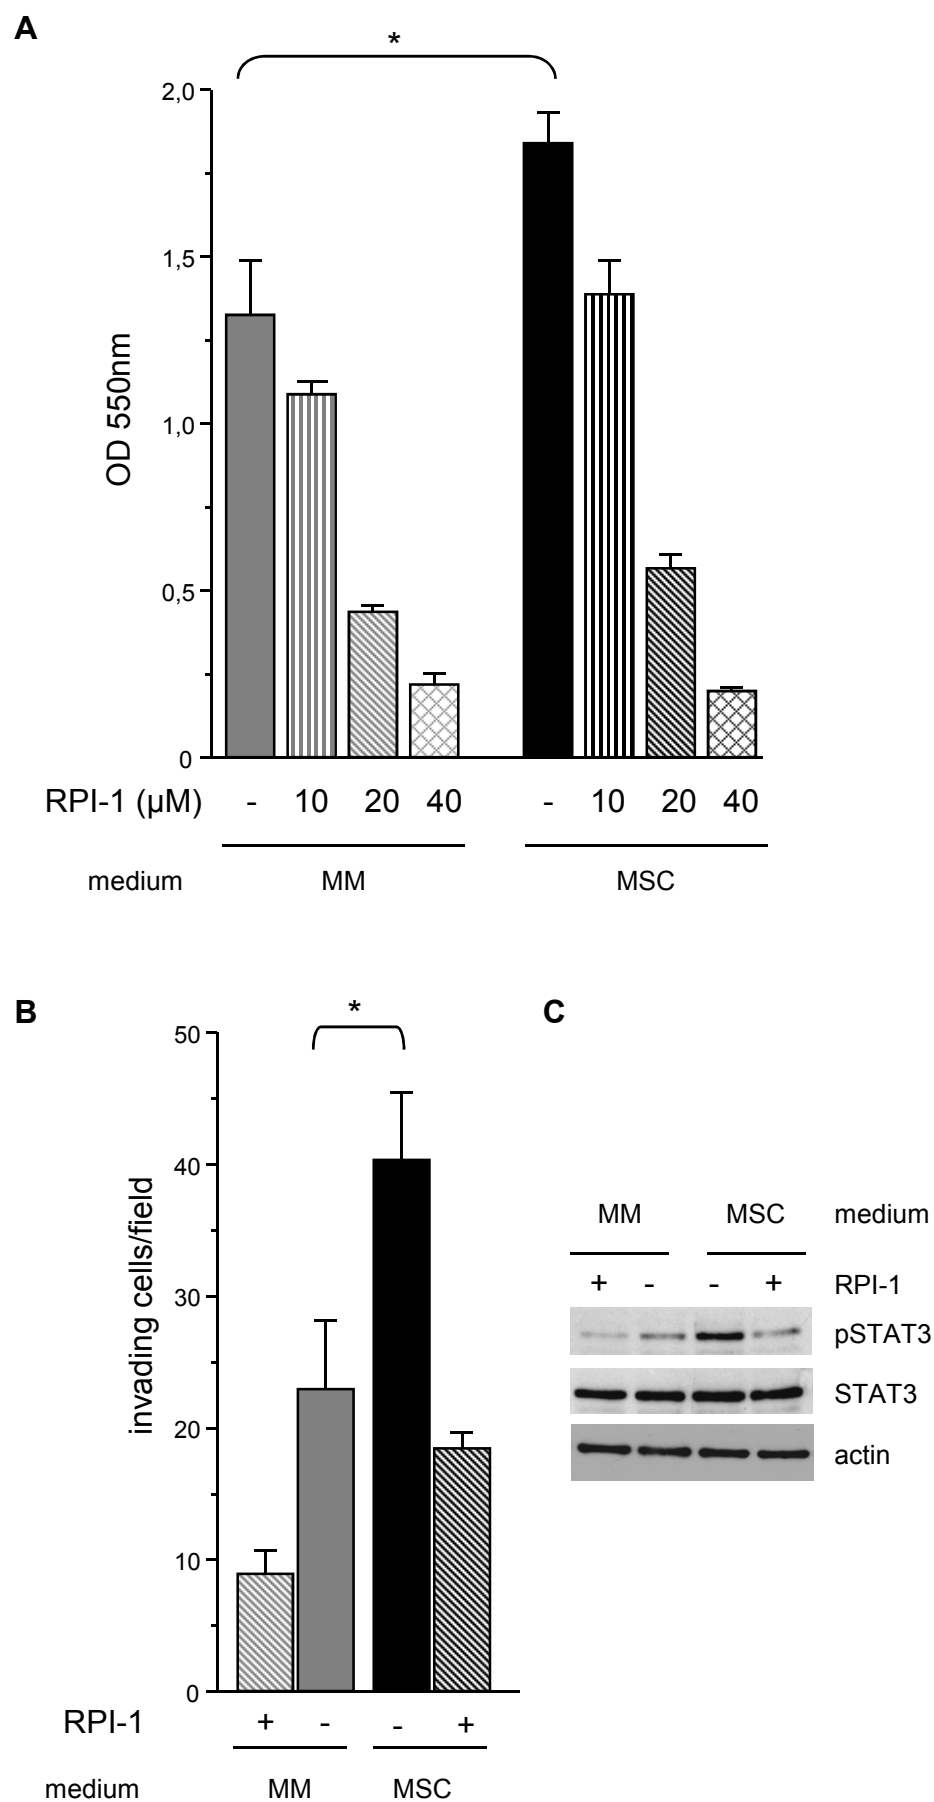 A
*
2,0
1,5
1,0
0,5
0
OD 550nm
RPI-1 (µM) - 10 20 40 - 10 20 40
medium MM MSC
B
*
50
40
30
20
10
0
invading cells/field
RPI-1 + - - +
medium MM MSC
C
MM MSC medium
+ - - + RPI-1
pSTAT3
STAT3
actin